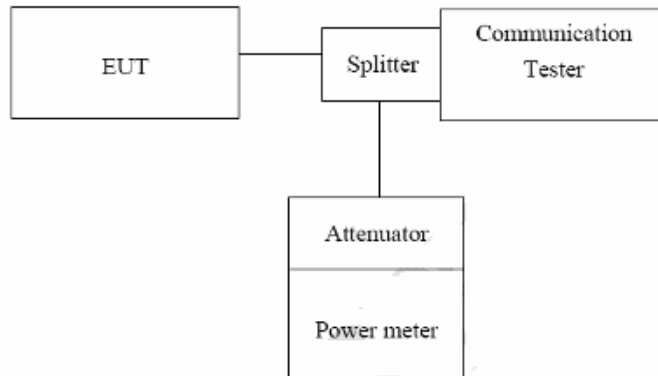 EUT
Splitter
Communication
Tester
Attenuator
Power meter